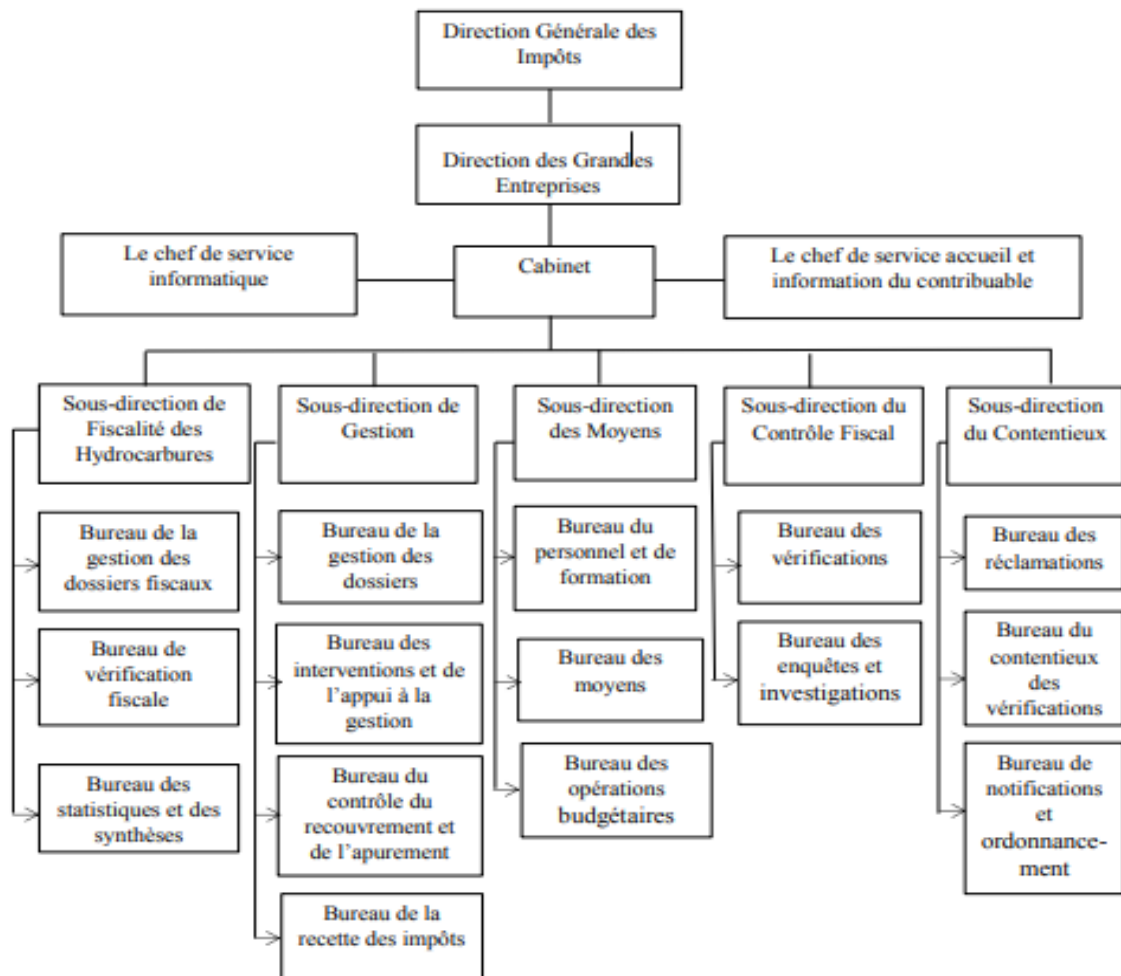 Direction Générale des
Impôts
Direction des Grandes
Entreprises
Le chef de service
informatique
Cabinet
Le chef de service accueil et
information du contribuable
Sous-direction de
Fiscalité des
Hydrocarbures
Bureau de la
gestion des
dossiers fiscaux
Bureau de
vérification
fiscale
Bureau des
statistiques et des
synthèses
Sous-direction de
Gestion
Bureau de la
gestion des
dossiers
Bureau des
interventions et de
l’appui à la
gestion
Bureau du
contrôle du
recouvrement et
de l’apurement
Bureau de la
recette des impôts
Sous-direction
des Moyens
Bureau du
personnel et de
formation
Bureau des
moyens
Bureau des
opérations
budgétaires
Sous-direction du
Contrôle Fiscal
Bureau des
vérifications
Bureau des
enquêtes et
investigations
Sous-direction
du Contentieux
Bureau des
réclamations
Bureau du
contentieux
des
vérifications
Bureau de
notifications
et
ordonnance-
ment